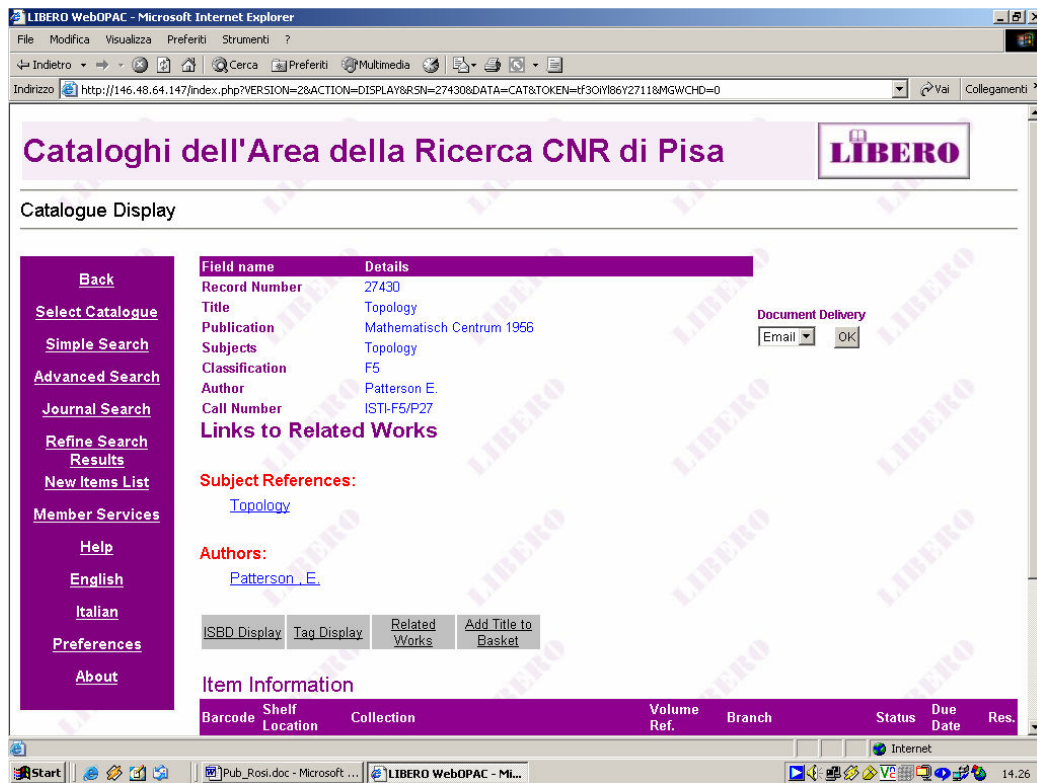 LIBERO WebOPAC - Microsoft Internet Explorer
File Modifica Visualizza Preferiti Strumenti ?
Indietro Cerca Preferiti Multimedia
Indirizzo http://146.48.64.147/index.php?VERSION=2&ACTION=DISPLAY&RSN=27430&DATA=CAT&TOKEN=tf3OiYl86Y2711&MGWCHD=0 Vai Collegamenti
Cataloghi dell'Area della Ricerca CNR di Pisa
LIBERO
Catalogue Display
Back
Select Catalogue
Simple Search
Advanced Search
Journal Search
Refine Search
Results
New Items List
Member Services
Help
English
Italian
Preferences
About
Field name Details
Record Number 27430
Title Topology
Publication Mathematisch Centrum 1956
Subjects Topology
Classification F5
Author Patterson E.
Call Number ISTI-F5/P27
Document Delivery
Email OK
Links to Related Works
Subject References:
Topology
Authors:
Patterson , E.
ISBD Display Tag Display Related Works Add Title to Basket
Item Information
Barcode Shelf Location Collection Volume Ref. Branch Status Due Date Res.
Internet
Start Pub_Rosi.doc - Microsoft ... LIBERO WebOPAC - Mi... 14.26